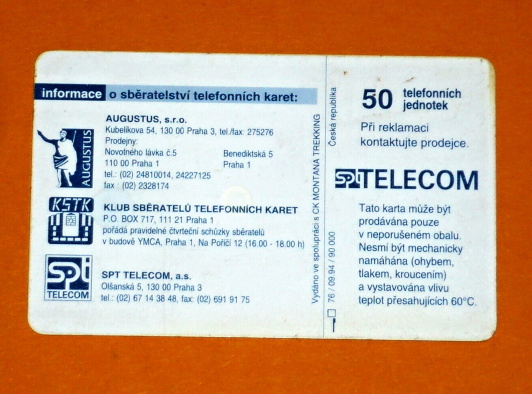 informace o sběratelství telefonních karet:
AUGUSTUS
AUGUSTUS, s.r.o.
Kubelíkova 54, 130 00 Praha 3, tel./fax: 275276
Prodejny:
Novotného lávka č.5 Benediktská 5
110 00 Praha 1 Praha 1
tel.: (02) 24810014, 24227125
fax : (02) 2328174
KSTK
KLUB SBĚRATELŮ TELEFONNÍCH KARET
P.O. BOX 717, 111 21 Praha 1
pořádá pravidelné čtvrteční schůzky sběratelů
v budově YMCA, Praha 1, Na Poříčí 12 (16.00 - 18.00 h)
spt
TELECOM
SPT TELECOM, a.s.
Olšanská 5, 130 00 Praha 3
tel.: (02) 67 14 38 48, fax: (02) 691 91 75
Vydáno ve spolupráci s CK MONTANA TREKKING
Česká republika
76 / 09.94 / 90 000
50 telefonních
jednotek
Při reklamaci
kontaktujte prodejce.
spt TELECOM
Tato karta může být
prodávána pouze
v neporušeném obalu.
Nesmí být mechanicky
namáhána (ohybem,
tlakem, kroucením)
a vystavována vlivu
teplot přesahujících 60°C.